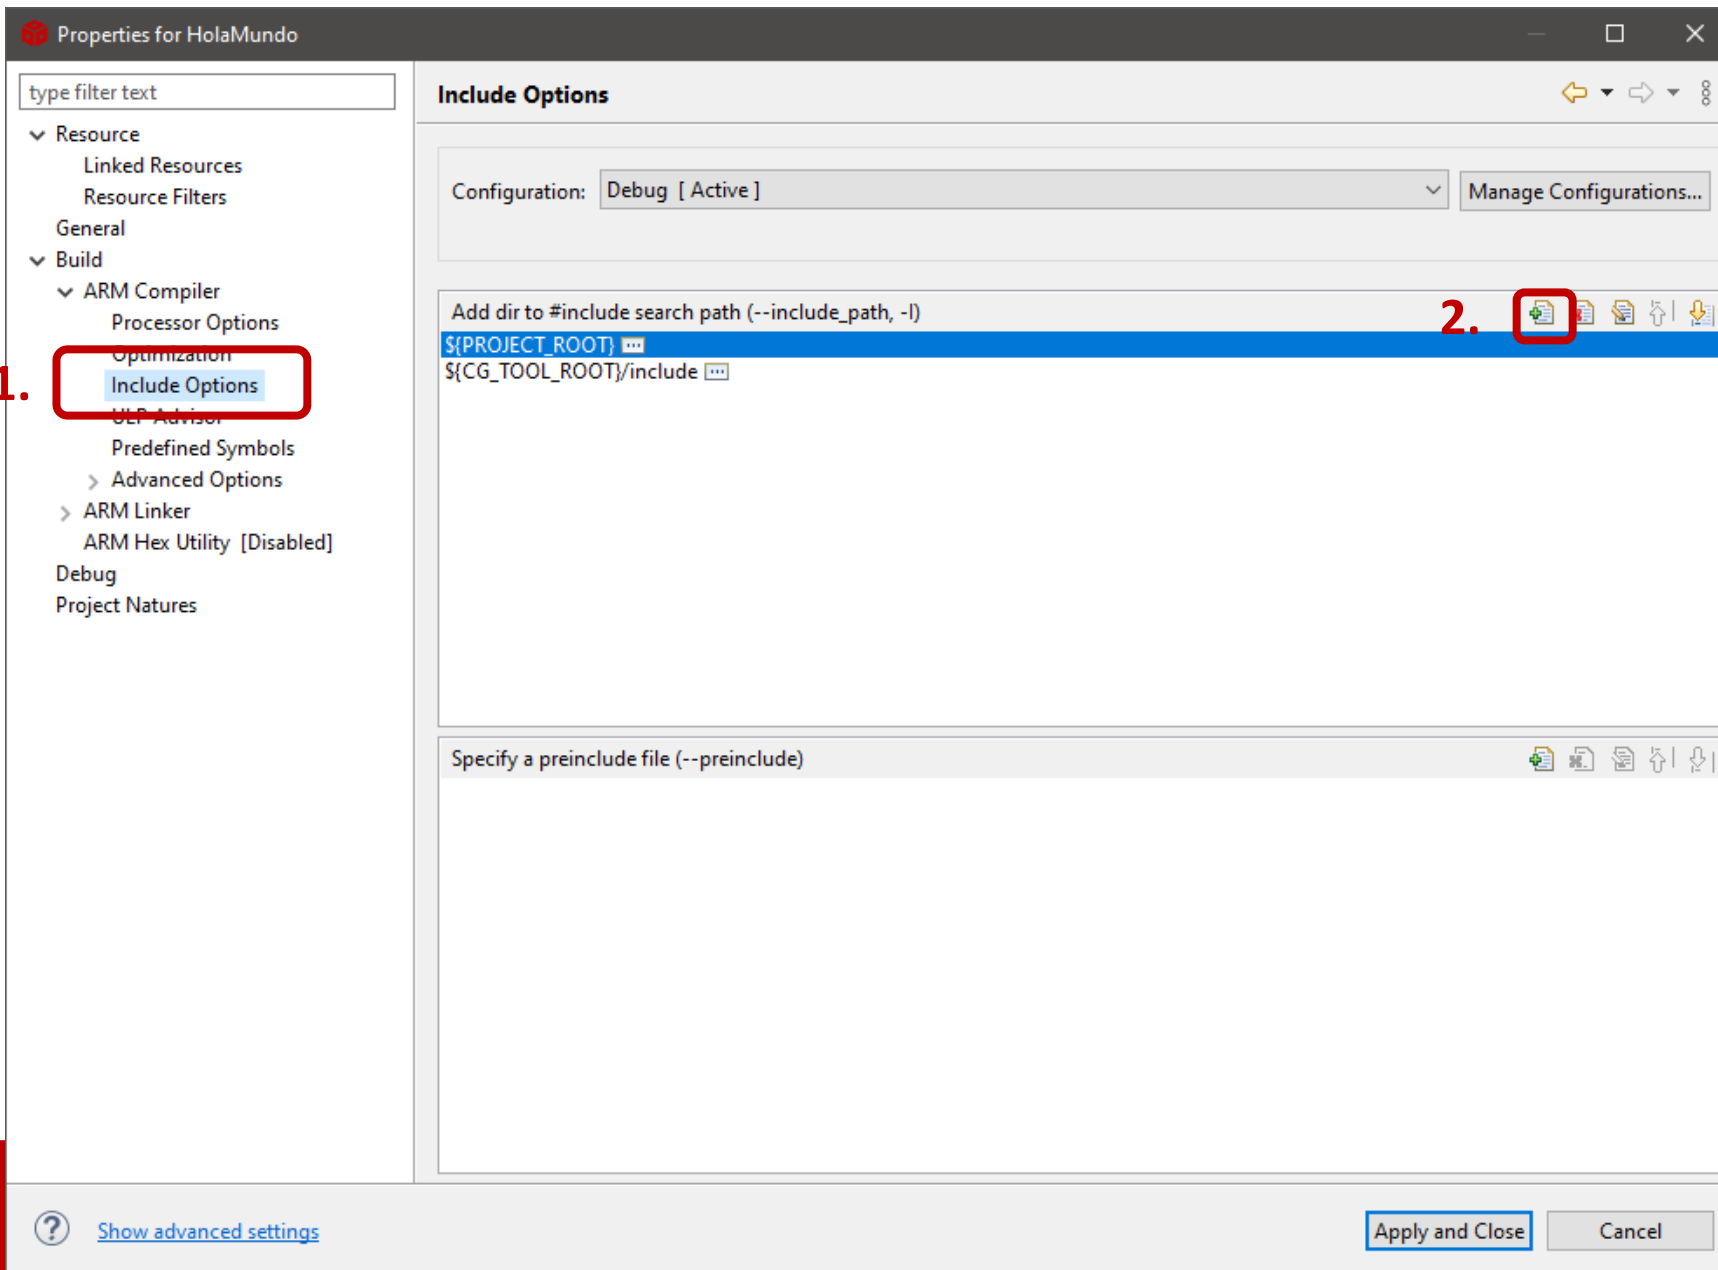 Properties for HolaMundo
type filter text
Resource
Linked Resources
Resource Filters
General
Build
ARM Compiler
Processor Options
Optimization
1.
Include Options
ULP Advisor
Predefined Symbols
Advanced Options
ARM Linker
ARM Hex Utility [Disabled]
Debug
Project Natures
Include Options
Configuration: Debug [ Active ] Manage Configurations...
Add dir to #include search path (--include_path, -I) 2.
${PROJECT_ROOT}
${CG_TOOL_ROOT}/include
Specify a preinclude file (--preinclude)
Show advanced settings
Apply and Close Cancel